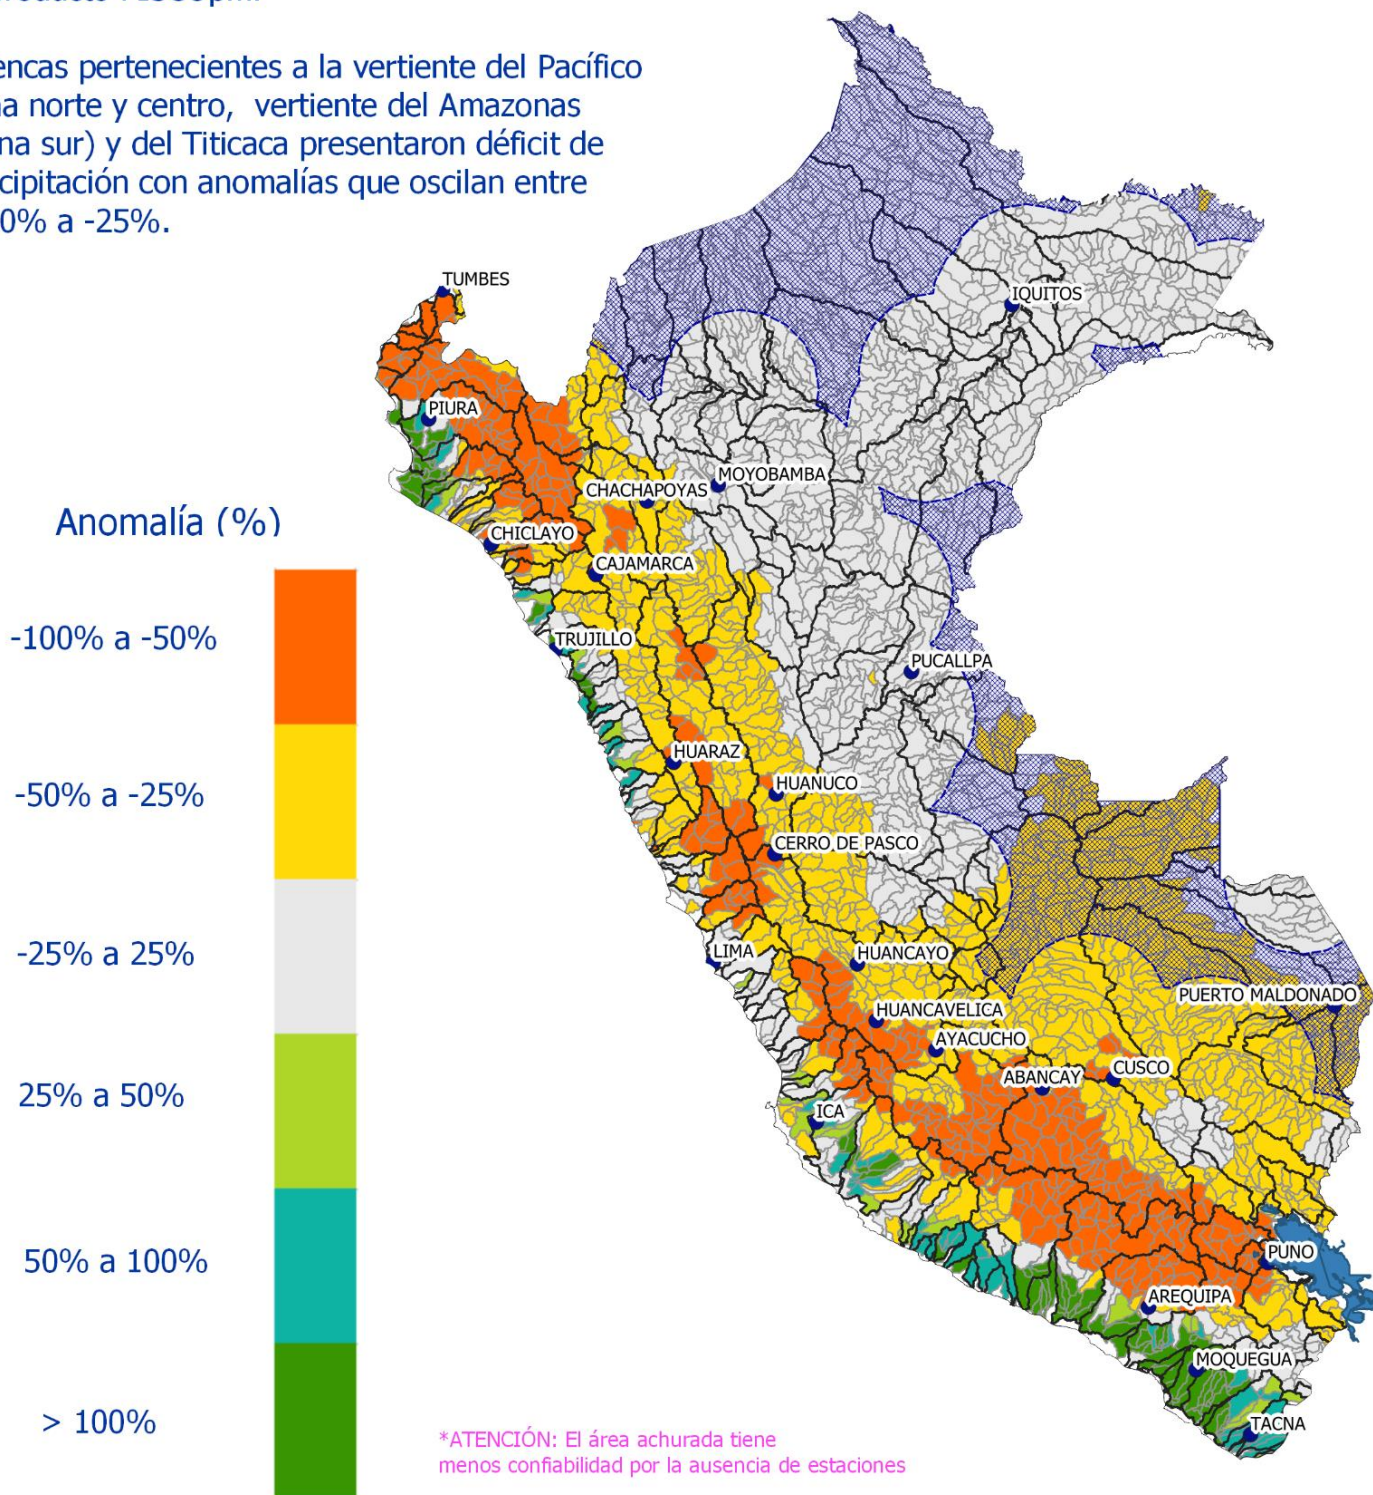 encas pertenecientes a la vertiente del Pacífico
na norte y centro, vertiente del Amazonas
na sur) y del Titicaca presentaron déficit de
cipitación con anomalías que oscilan entre
0% a -25%.
TUMBES
IQUITOS
PIURA
MOYOBAMBA
CHACHAPOYAS
Anomalía (%)
CHICLAYO
CAJAMARCA
-100% a -50%
TRUJILLO
PUCALLPA
HUARAZ
HUANUCO
-50% a -25%
CERRO DE PASCO
LIMA
HUANCAYO
-25% a 25%
PUERTO MALDONADO
HUANCAVELICA
AYACUCHO
ABANCAY
CUSCO
25% a 50%
ICA
PUNO
50% a 100%
AREQUIPA
MOQUEGUA
> 100%
TACNA
*ATENCIÓN: El área achurada tiene
menos confiabilidad por la ausencia de estaciones